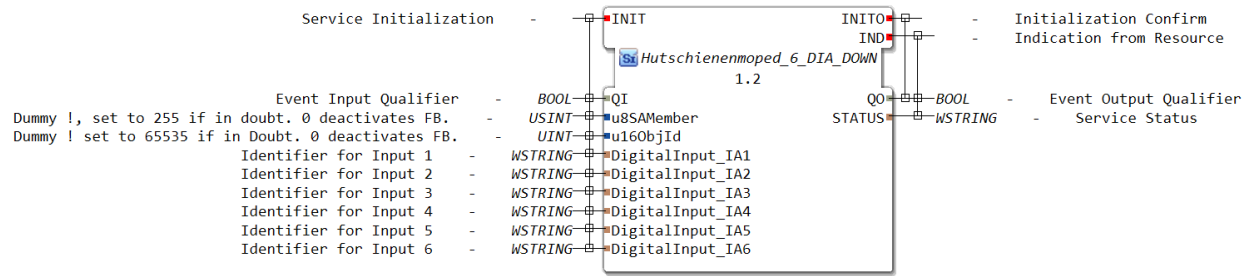 Service Initialization - INIT INITO - Initialization Confirm
IND - Indication from Resource
SI Hutschienenmoped_6_DIA_DOWN
1.2
Event Input Qualifier - BOOL QI QO BOOL - Event Output Qualifier
Dummy !, set to 255 if in doubt. 0 deactivates FB. - USINT u8SAMember STATUS WSTRING - Service Status
Dummy ! set to 65535 if in Doubt. 0 deactivates FB. - UINT u16ObjId
Identifier for Input 1 - WSTRING DigitalInput_IA1
Identifier for Input 2 - WSTRING DigitalInput_IA2
Identifier for Input 3 - WSTRING DigitalInput_IA3
Identifier for Input 4 - WSTRING DigitalInput_IA4
Identifier for Input 5 - WSTRING DigitalInput_IA5
Identifier for Input 6 - WSTRING DigitalInput_IA6